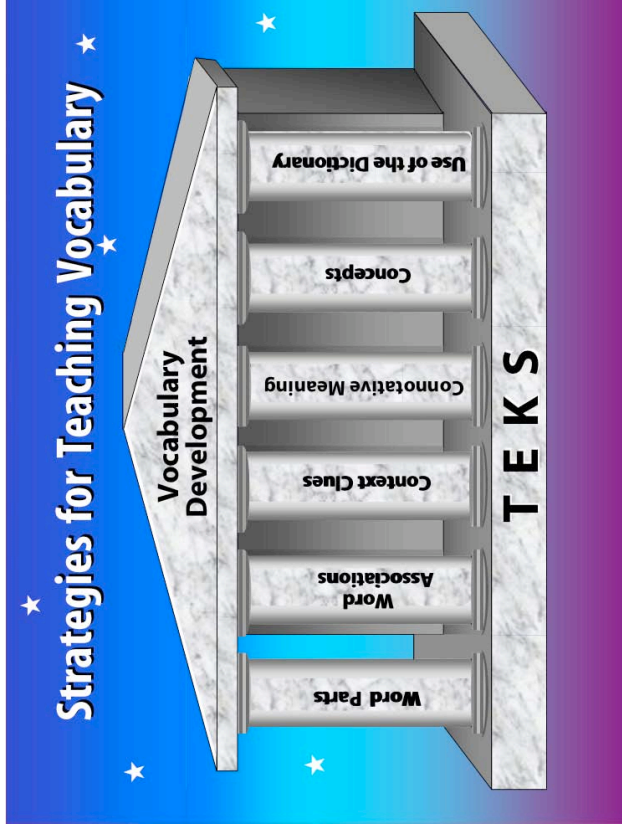 Strategies for Teaching Vocabulary
Vocabulary
Development
Word Parts
Word
Associations
Context Clues
Connotative Meaning
Concepts
Use of the Dictionary
TEKS